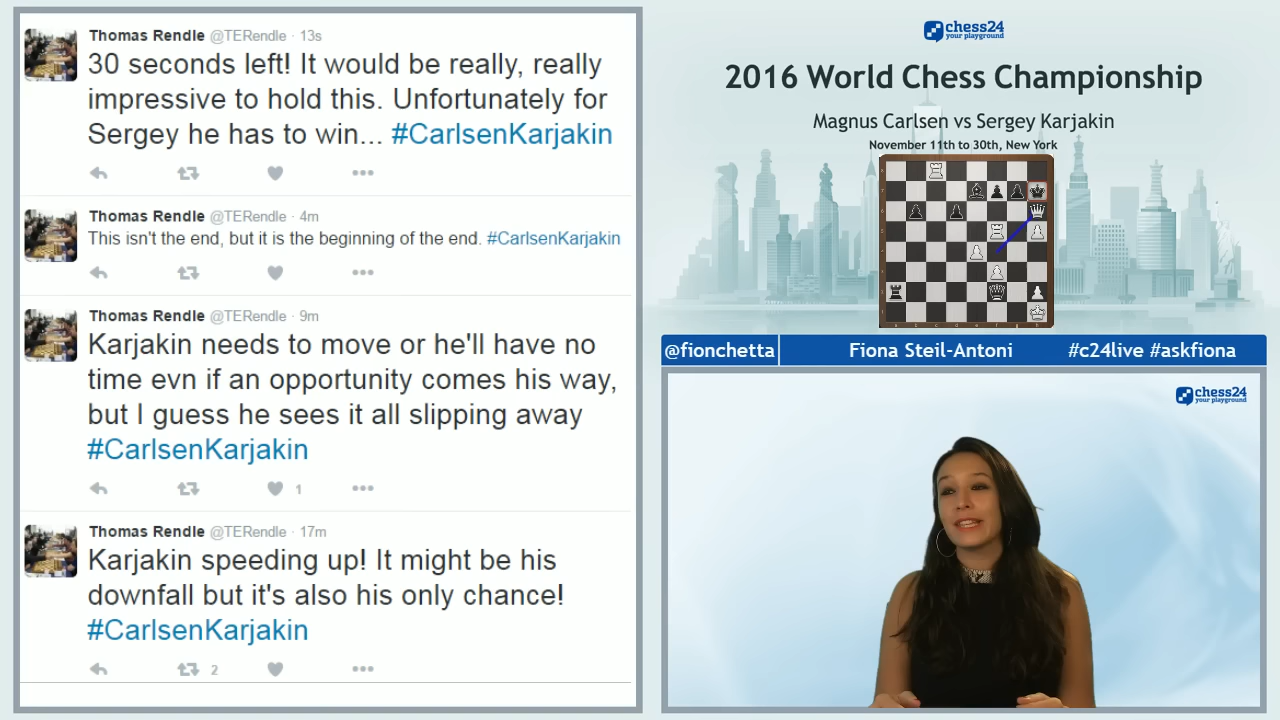 Thomas Rendle @TERendle · 13s
30 seconds left! It would be really, really
impressive to hold this. Unfortunately for
Sergey he has to win... #CarlsenKarjakin
Thomas Rendle @TERendle · 4m
This isn't the end, but it is the beginning of the end. #CarlsenKarjakin
Thomas Rendle @TERendle · 9m
Karjakin needs to move or he'll have no
time evn if an opportunity comes his way,
but I guess he sees it all slipping away
#CarlsenKarjakin
1
Thomas Rendle @TERendle · 17m
Karjakin speeding up! It might be his
downfall but it's also his only chance!
#CarlsenKarjakin
2
chess24
your playground
2016 World Chess Championship
Magnus Carlsen vs Sergey Karjakin
November 11th to 30th, New York
@fionchetta Fiona Steil-Antoni #c24live #askfiona
chess24
your playground